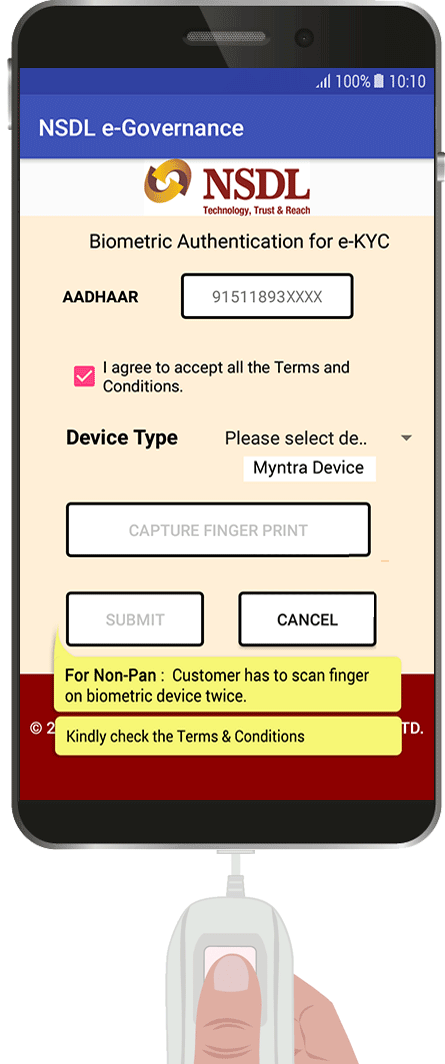 100% 10:10
NSDL e-Governance
NSDL
Technology, Trust & Reach
Biometric Authentication for e-KYC
AADHAAR 91511893XXXX
I agree to accept all the Terms and
Conditions.
Device Type Please select de..
Myntra Device
CAPTURE FINGER PRINT
SUBMIT CANCEL
For Non-Pan : Customer has to scan finger
on biometric device twice.
© 2 TD.
Kindly check the Terms & Conditions